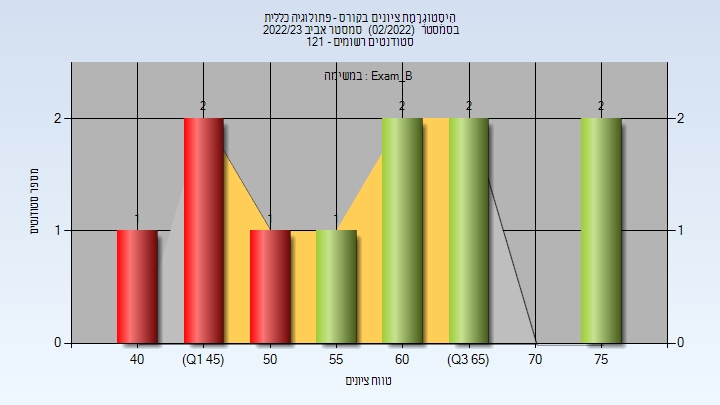 היסטוגרמת ציונים בקורס - פתולוגיה כללית
בסמסטר (02/2022) סמסטר אביב 2022/23
סטודנטים רשומים - 121
במשימה : Exam_B
2 2 2 2 2 2
מספר סטודנטים
1 1 1 1 1
0 0
40 (Q1 45) 50 55 60 (Q3 65) 70 75
טווח ציונים